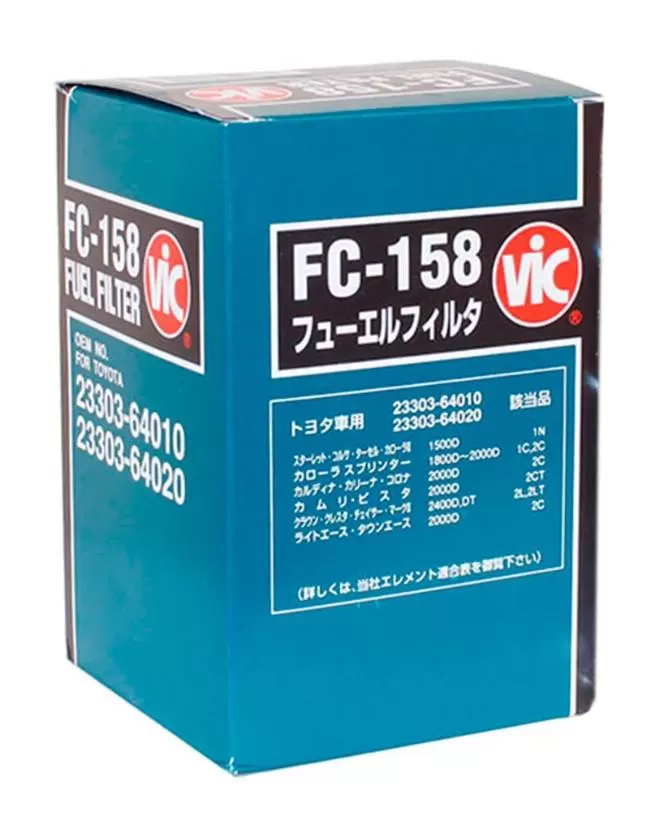 FC-158
VIC
FC-158
FUEL FILTER
VIC
®
OEM NO.
FOR TOYOTA
23303-64010
23303-64020
FC-158
フューエルフィルタ
VIC
®
トヨタ車用 23303-64010 該当品
23303-64020
スターレット・コルサ・ターセル・カローラⅡ 1500D 1N
カローラスプリンター 1800D〜2000D 1C,2C
カルディナ・カリーナ・コロナ 2000D 2C
カムリ・ビスタ 2000D 2CT
クラウン・クレスタ・チェイサー・マークⅡ 2400D,DT 2L,2LT
ライトエース・タウンエース 2000D 2C
(詳しくは、当社エレメント適合表を御覧下さい)